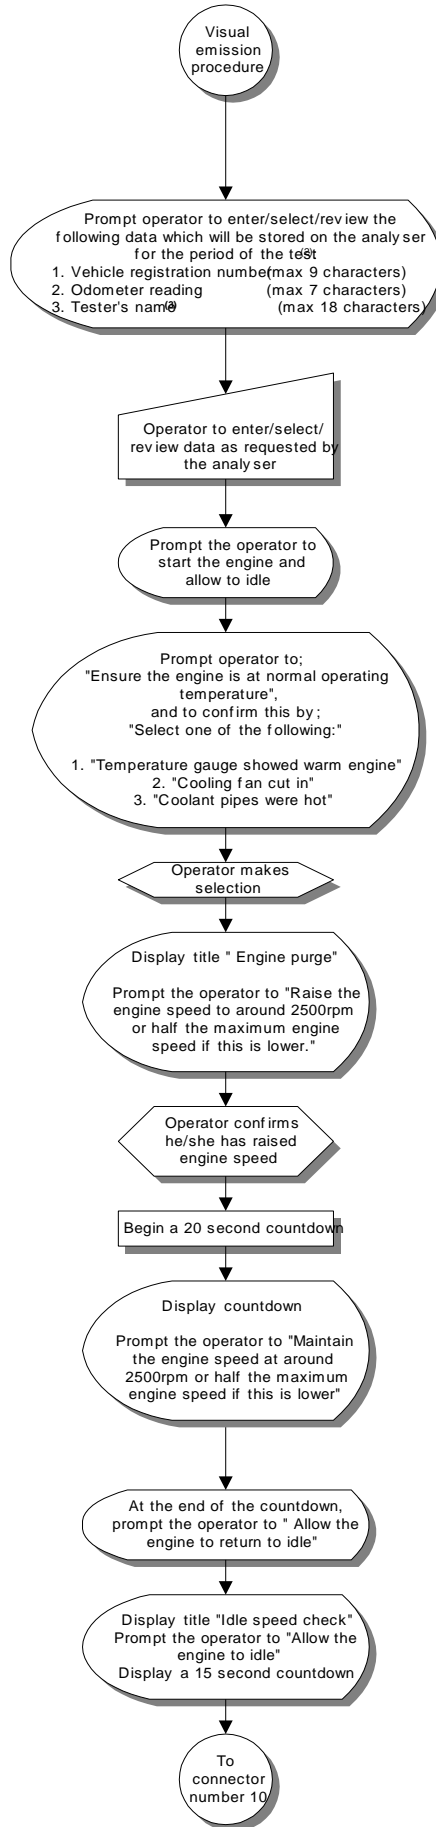 Visual
emission
procedure
Prompt operator to enter/select/review the
following data which will be stored on the analyser
for the period of the test(2):
1. Vehicle registration number (max 9 characters)
2. Odometer reading (max 7 characters)
3. Tester's name(3) (max 18 characters)
Operator to enter/select/
review data as requested by
the analyser
Prompt the operator to
start the engine and
allow to idle
Prompt operator to;
"Ensure the engine is at normal operating
temperature",
and to confirm this by;
"Select one of the following:"
1. "Temperature gauge showed warm engine"
2. "Cooling fan cut in"
3. "Coolant pipes were hot"
Operator makes
selection
Display title " Engine purge"
Prompt the operator to "Raise the
engine speed to around 2500rpm
or half the maximum engine
speed if this is lower."
Operator confirms
he/she has raised
engine speed
Begin a 20 second countdown
Display countdown
Prompt the operator to "Maintain
the engine speed at around
2500rpm or half the maximum
engine speed if this is lower"
At the end of the countdown,
prompt the operator to " Allow the
engine to return to idle"
Display title "Idle speed check"
Prompt the operator to "Allow the
engine to idle"
Display a 15 second countdown
To
connector
number 10